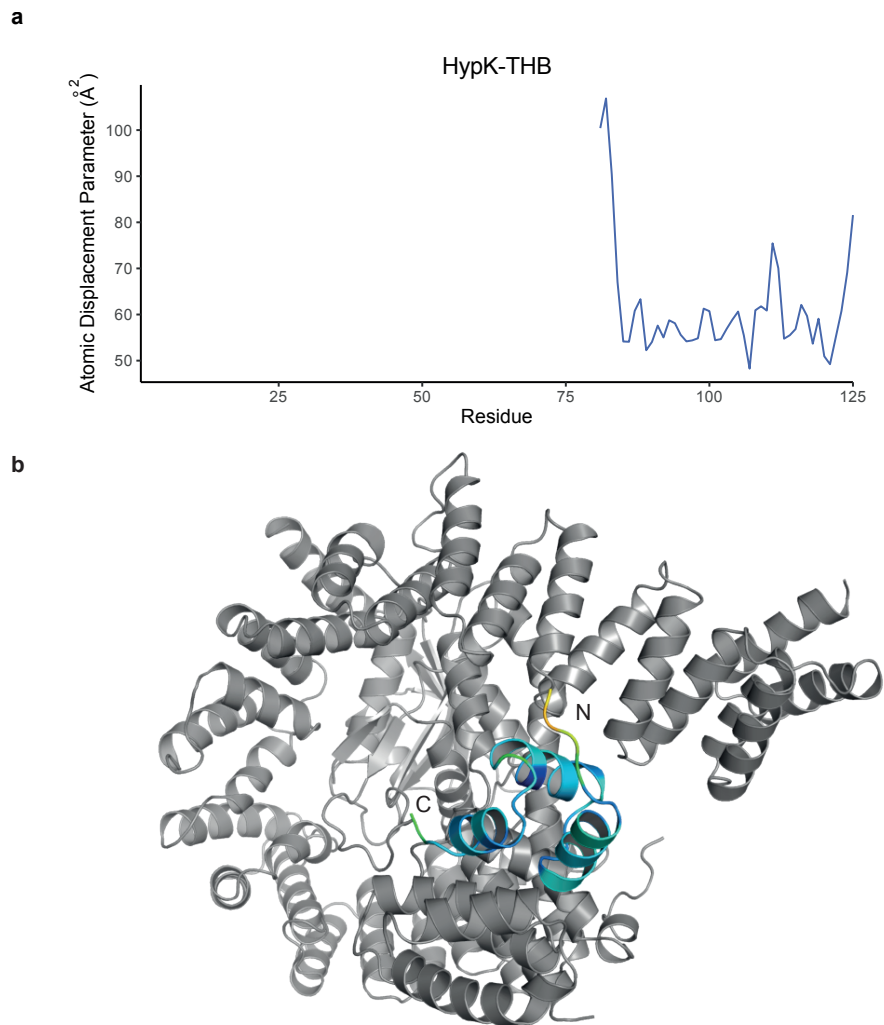 a
HypK-THB
Atomic Displacement Parameter (Å²)
100
90
80
70
60
50
25 50 75 100 125
Residue
b
N
C